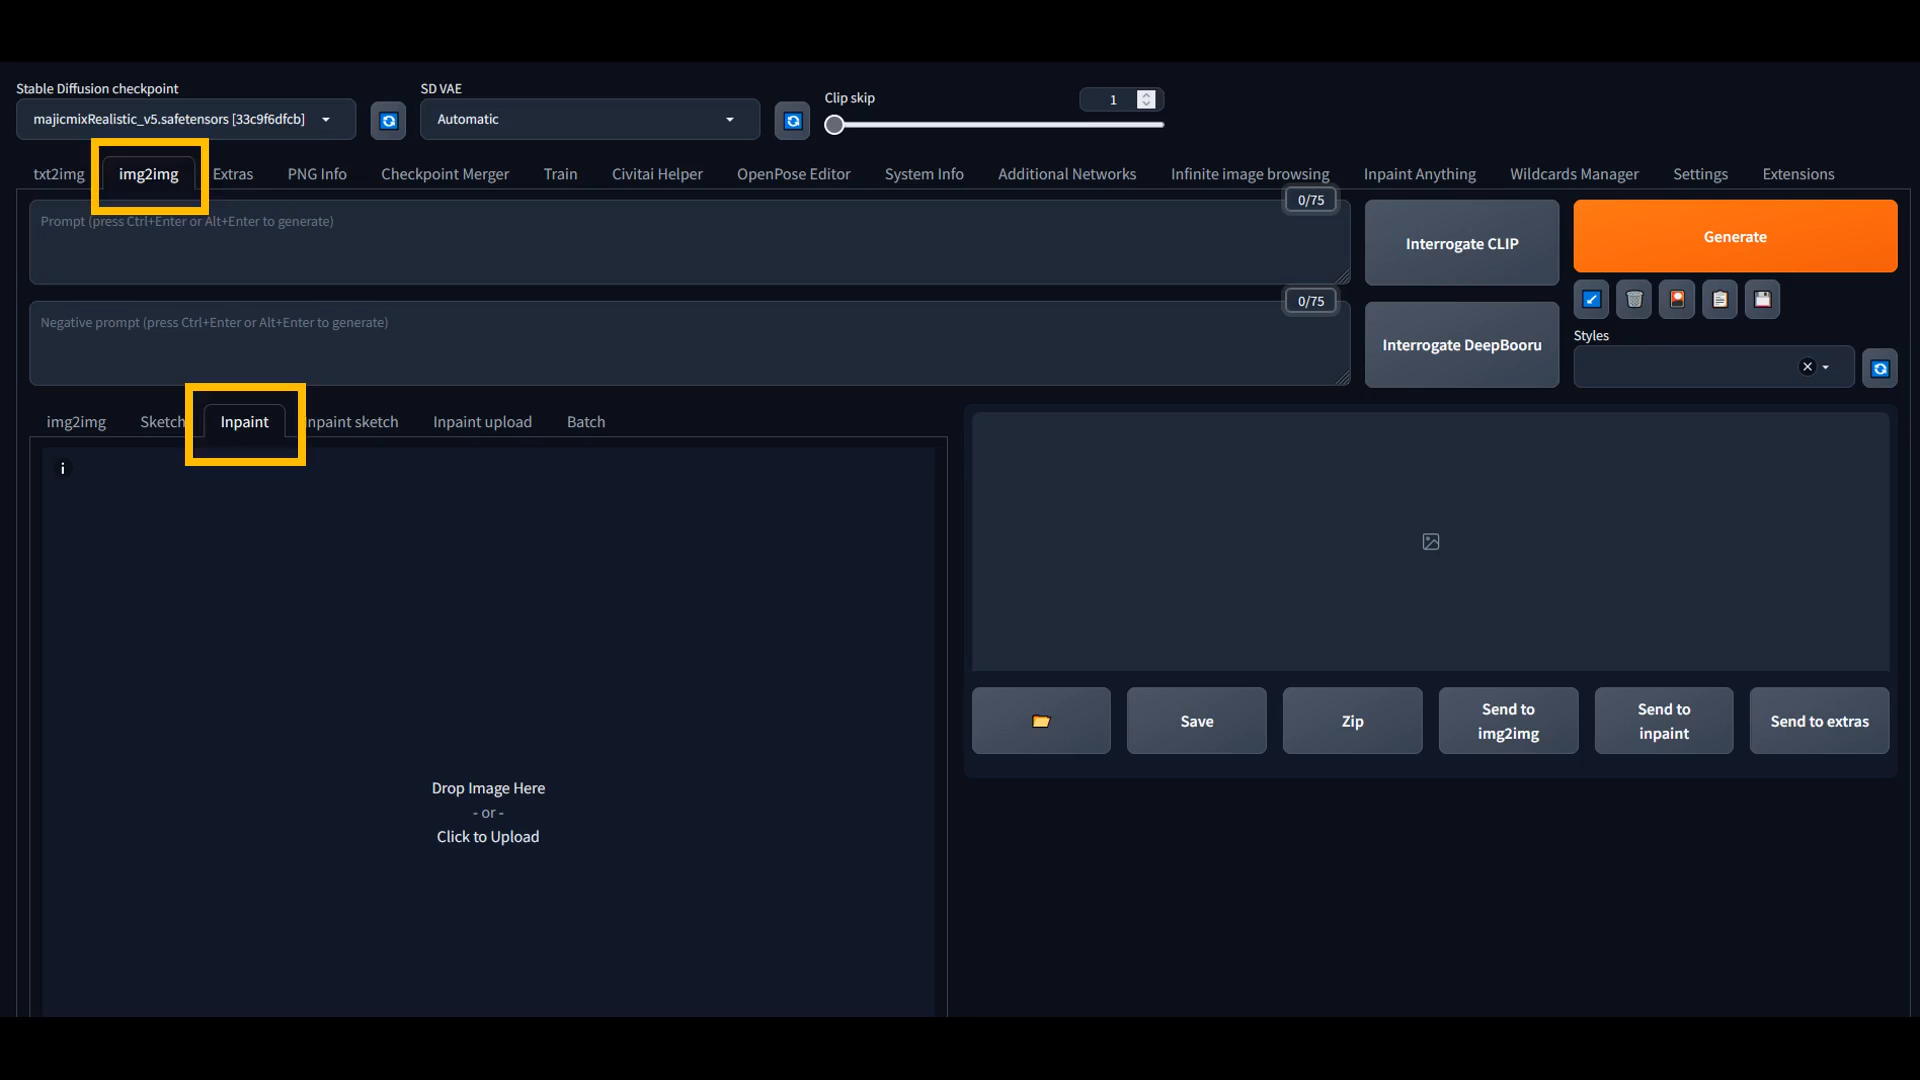 Stable Diffusion checkpoint
majicmixRealistic_v5.safetensors [33c9f6dfcb]
SD VAE
Automatic
Clip skip
1
txt2img img2img Extras PNG Info Checkpoint Merger Train Civitai Helper OpenPose Editor System Info Additional Networks Infinite image browsing Inpaint Anything Wildcards Manager Settings Extensions
0/75
Prompt (press Ctrl+Enter or Alt+Enter to generate)
Interrogate CLIP
Generate
0/75
Negative prompt (press Ctrl+Enter or Alt+Enter to generate)
Interrogate DeepBooru
Styles
img2img Sketch Inpaint npaint sketch Inpaint upload Batch
i
Drop Image Here
- or -
Click to Upload
Save
Zip
Send to
img2img
Send to
inpaint
Send to extras